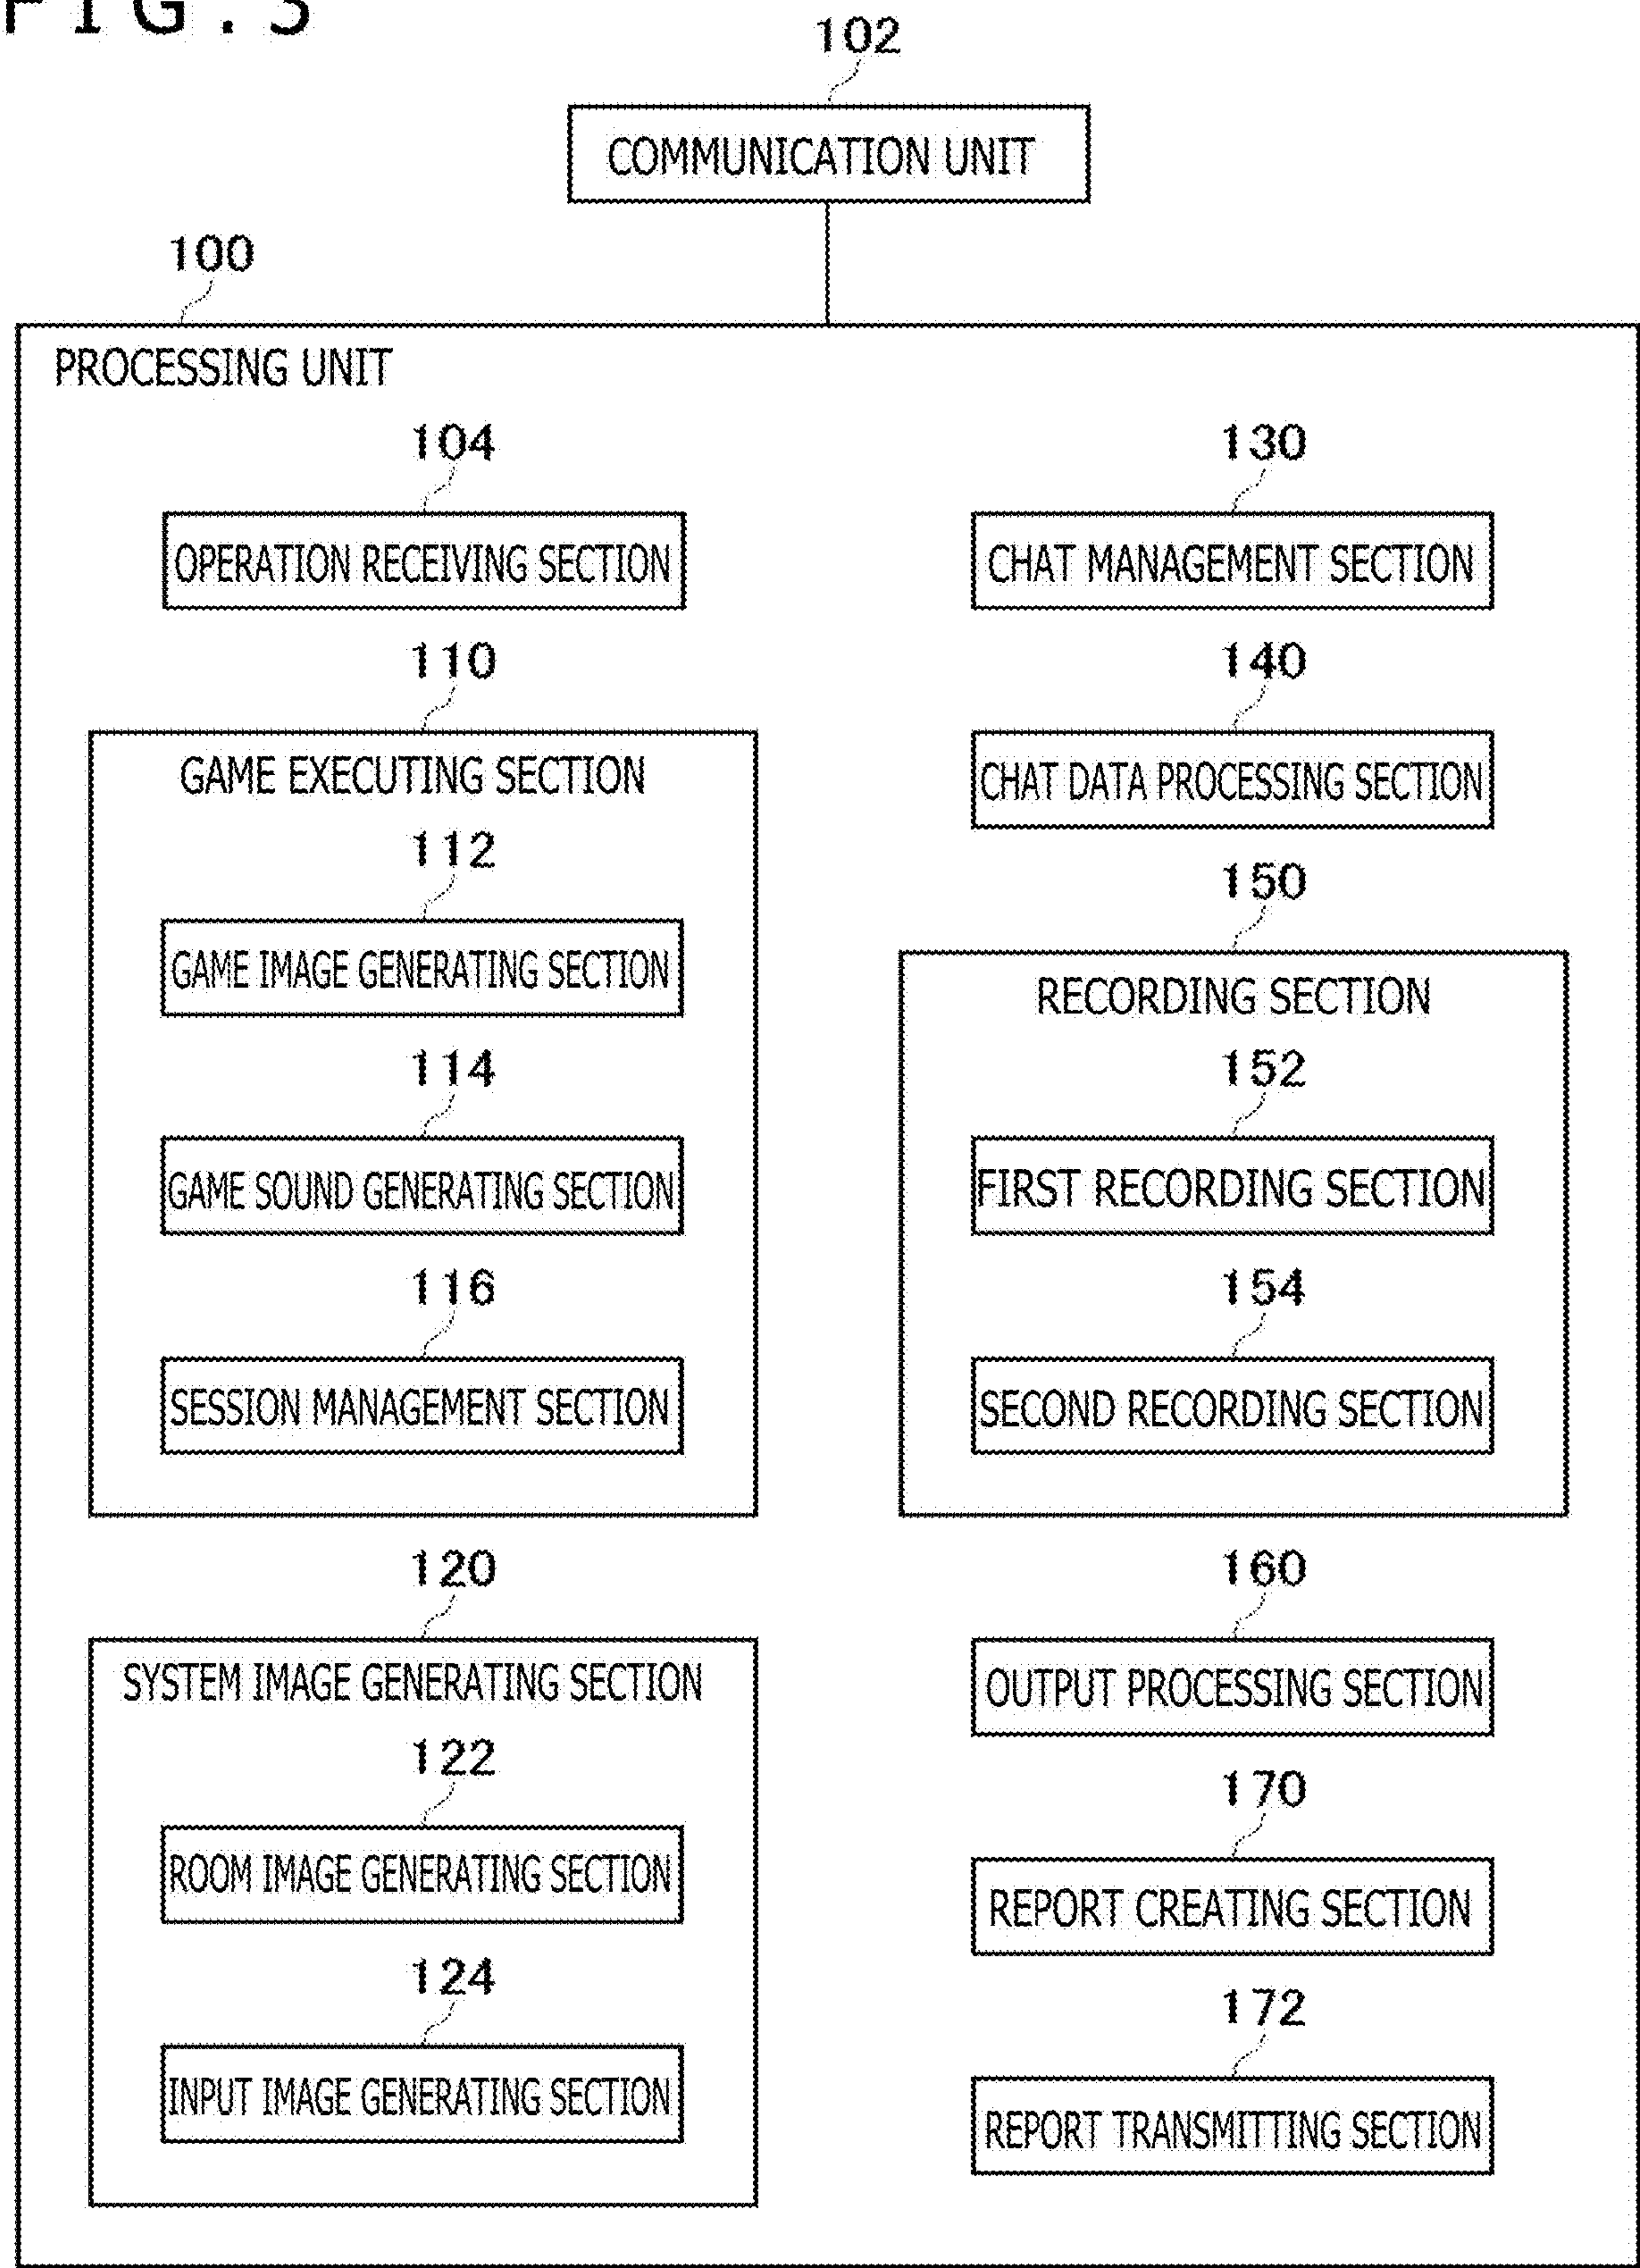 FIG.3
102
COMMUNICATION UNIT
100
PROCESSING UNIT
104
OPERATION RECEIVING SECTION
110
GAME EXECUTING SECTION
112
GAME IMAGE GENERATING SECTION
114
GAME SOUND GENERATING SECTION
116
SESSION MANAGEMENT SECTION
120
SYSTEM IMAGE GENERATING SECTION
122
ROOM IMAGE GENERATING SECTION
124
INPUT IMAGE GENERATING SECTION
130
CHAT MANAGEMENT SECTION
140
CHAT DATA PROCESSING SECTION
150
RECORDING SECTION
152
FIRST RECORDING SECTION
154
SECOND RECORDING SECTION
160
OUTPUT PROCESSING SECTION
170
REPORT CREATING SECTION
172
REPORT TRANSMITTING SECTION